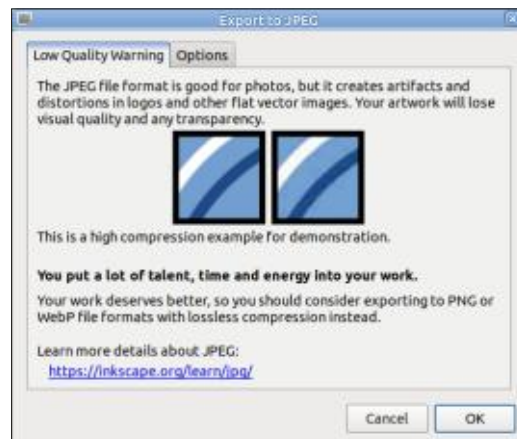 Export to JPEG
Low Quality Warning
Options
The JPEG file format is good for photos, but it creates artifacts and
distortions in logos and other flat vector images. Your artwork will lose
visual quality and any transparency.
This is a high compression example for demonstration.
You put a lot of talent, time and energy into your work.
Your work deserves better, so you should consider exporting to PNG or
WebP file formats with lossless compression instead.
Learn more details about JPEG:
https://inkscape.org/learn/jpg/
Cancel
OK